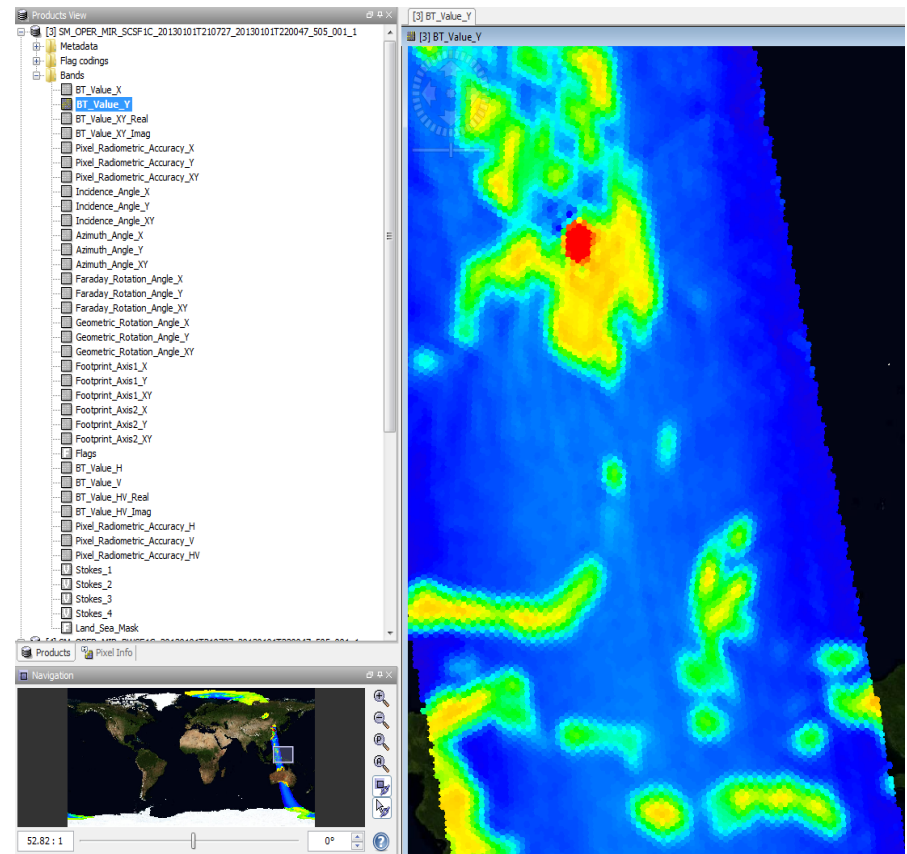 Products View
[3] SM_OPER_MIR_SCSF1C_20130101T210727_20130101T220047_505_001_1
Metadata
Flag codings
Bands
BT_Value_X
BT_Value_Y
BT_Value_XY_Real
BT_Value_XY_Imag
Pixel_Radiometric_Accuracy_X
Pixel_Radiometric_Accuracy_Y
Pixel_Radiometric_Accuracy_XY
Incidence_Angle_X
Incidence_Angle_Y
Incidence_Angle_XY
Azimuth_Angle_X
Azimuth_Angle_Y
Azimuth_Angle_XY
Faraday_Rotation_Angle_X
Faraday_Rotation_Angle_Y
Faraday_Rotation_Angle_XY
Geometric_Rotation_Angle_X
Geometric_Rotation_Angle_Y
Geometric_Rotation_Angle_XY
Footprint_Axis1_X
Footprint_Axis1_Y
Footprint_Axis1_XY
Footprint_Axis2_X
Footprint_Axis2_Y
Footprint_Axis2_XY
Flags
BT_Value_H
BT_Value_V
BT_Value_HV_Real
BT_Value_HV_Imag
Pixel_Radiometric_Accuracy_H
Pixel_Radiometric_Accuracy_V
Pixel_Radiometric_Accuracy_HV
Stokes_1
Stokes_2
Stokes_3
Stokes_4
Land_Sea_Mask
Products Pixel Info
Navigation
52.82 : 1 0°
[3] BT_Value_Y
[3] BT_Value_Y